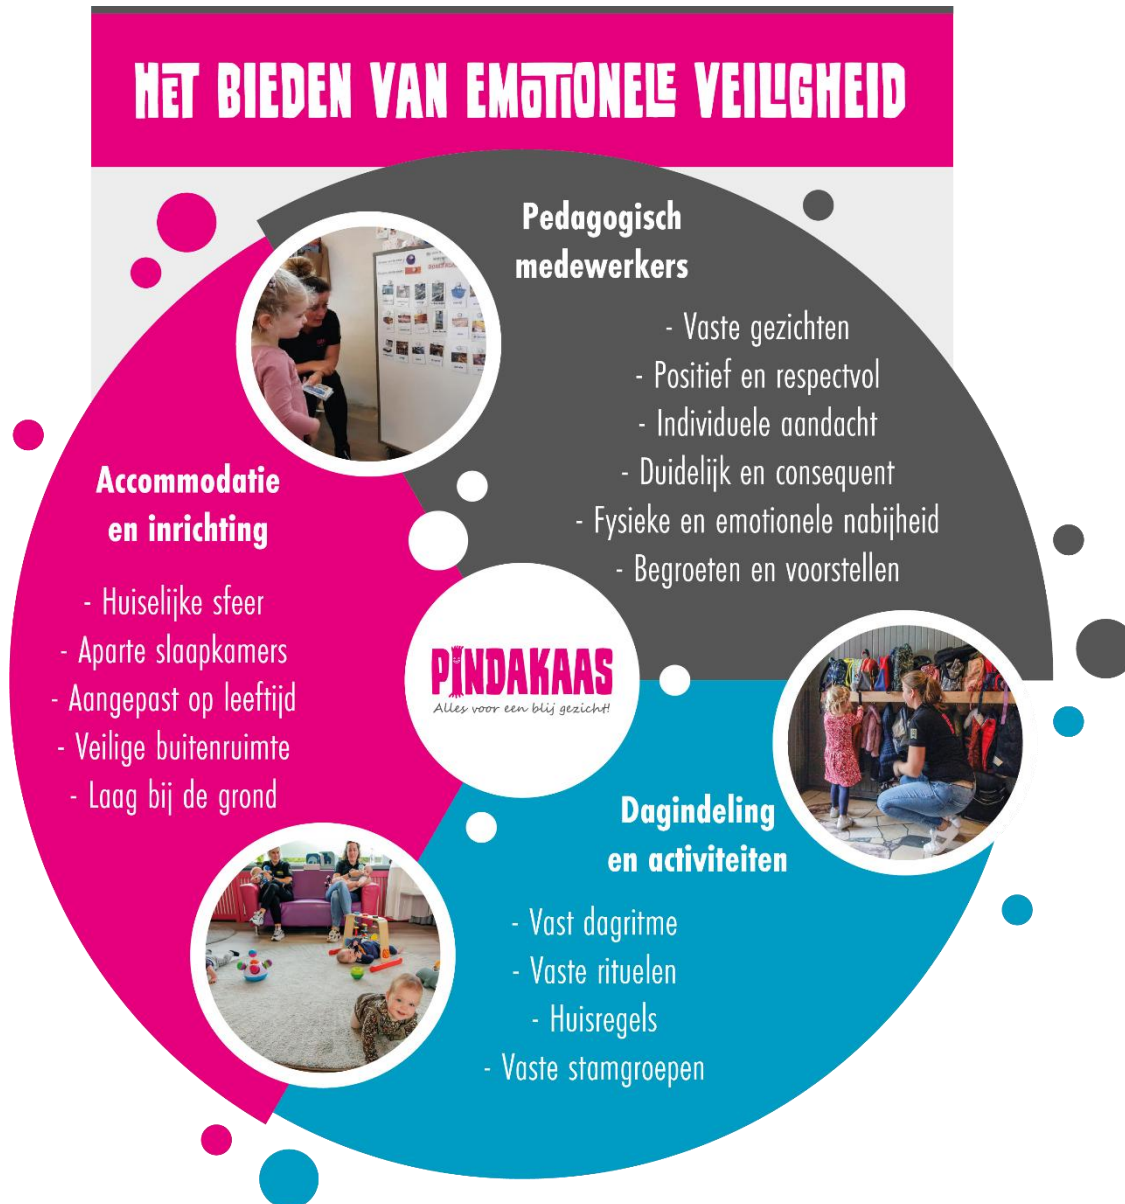 HET BIEDEN VAN EMOTIONELE VEILIGHEID
Pedagogisch
medewerkers
- Vaste gezichten
- Positief en respectvol
- Individuele aandacht
- Duidelijk en consequent
- Fysieke en emotionele nabijheid
- Begroeten en voorstellen
Accommodatie
en inrichting
- Huiselijke sfeer
- Aparte slaapkamers
- Aangepast op leeftijd
- Veilige buitenruimte
- Laag bij de grond
PINDAKAAS
Alles voor een blij gezicht!
Dagindeling
en activiteiten
- Vast dagritme
- Vaste rituelen
- Huisregels
- Vaste stamgroepen